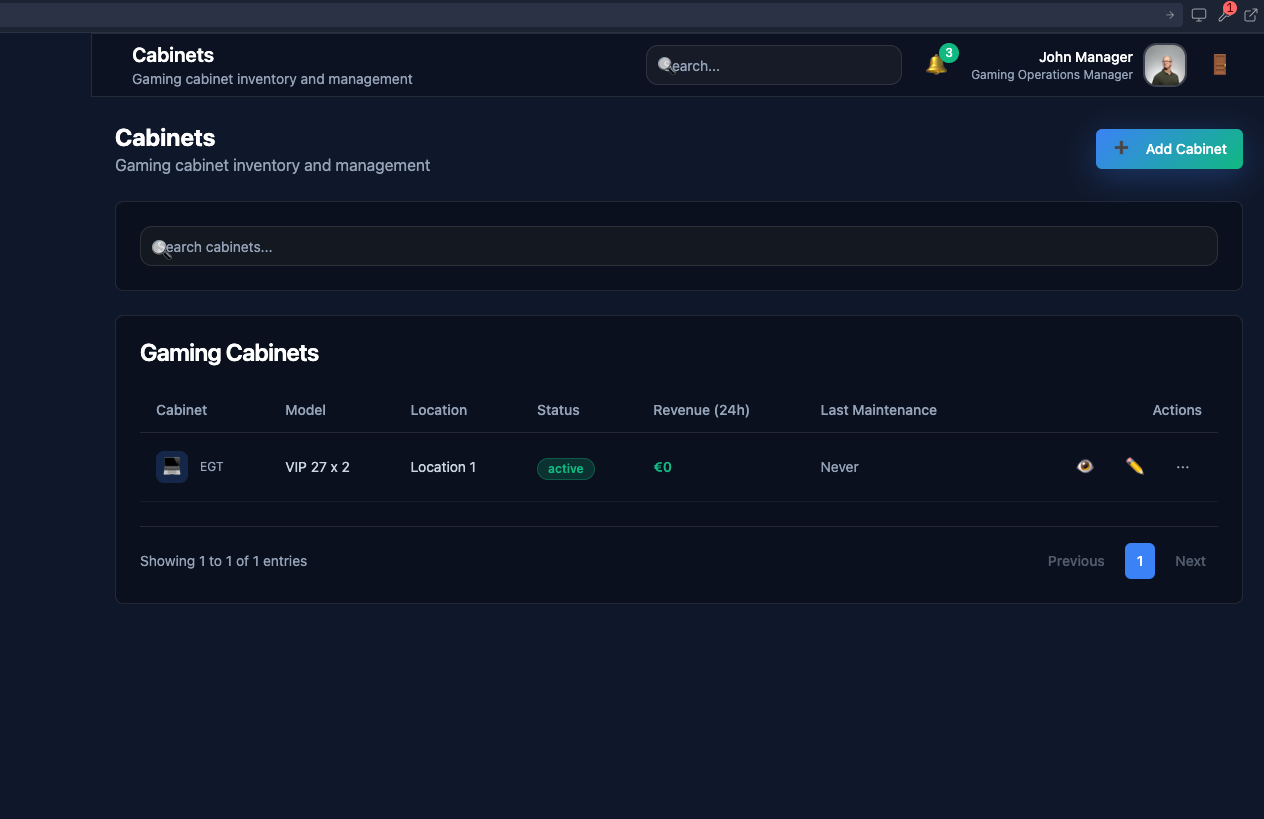 1
Cabinets
Gaming cabinet inventory and management
Search...
3
John Manager
Gaming Operations Manager
Cabinets
Gaming cabinet inventory and management
Add Cabinet
Search cabinets...
Gaming Cabinets
Cabinet Model Location Status Revenue (24h) Last Maintenance Actions
EGT VIP 27 x 2 Location 1 active €0 Never ...
Showing 1 to 1 of 1 entries
Previous 1 Next